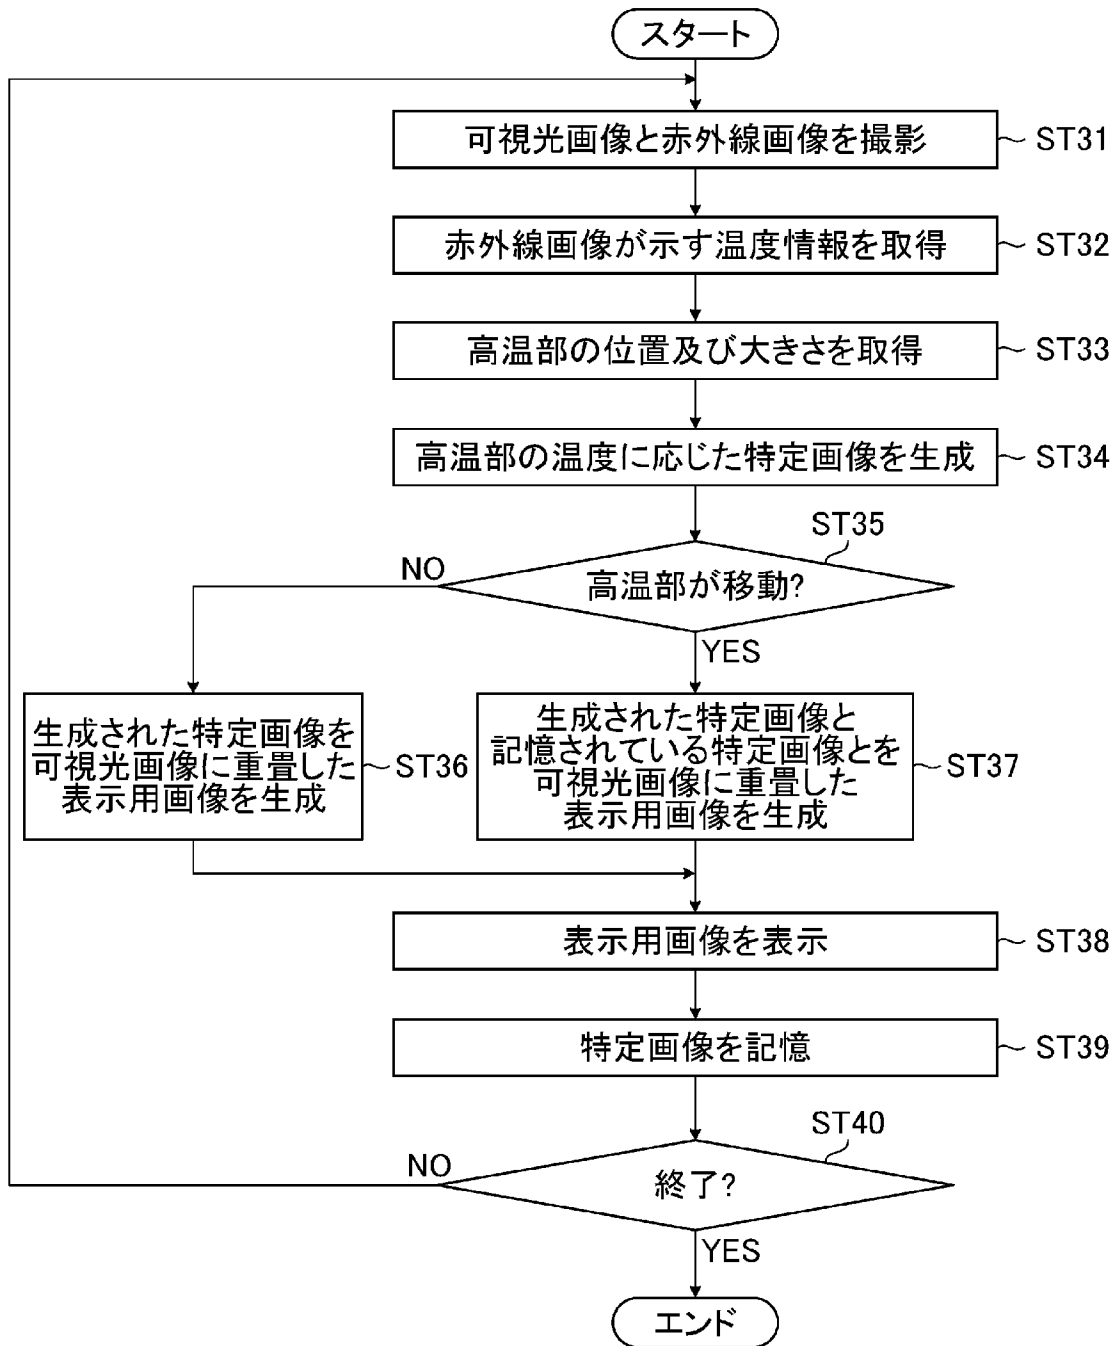 スタート
可視光画像と赤外線画像を撮影
ST31
赤外線画像が示す温度情報を取得
ST32
高温部の位置及び大きさを取得
ST33
高温部の温度に応じた特定画像を生成
ST34
ST35
高温部が移動?
NO
YES
生成された特定画像を
可視光画像に重畳した
表示用画像を生成
ST36
生成された特定画像と
記憶されている特定画像とを
可視光画像に重畳した
表示用画像を生成
ST37
表示用画像を表示
ST38
特定画像を記憶
ST39
ST40
終了?
NO
YES
エンド